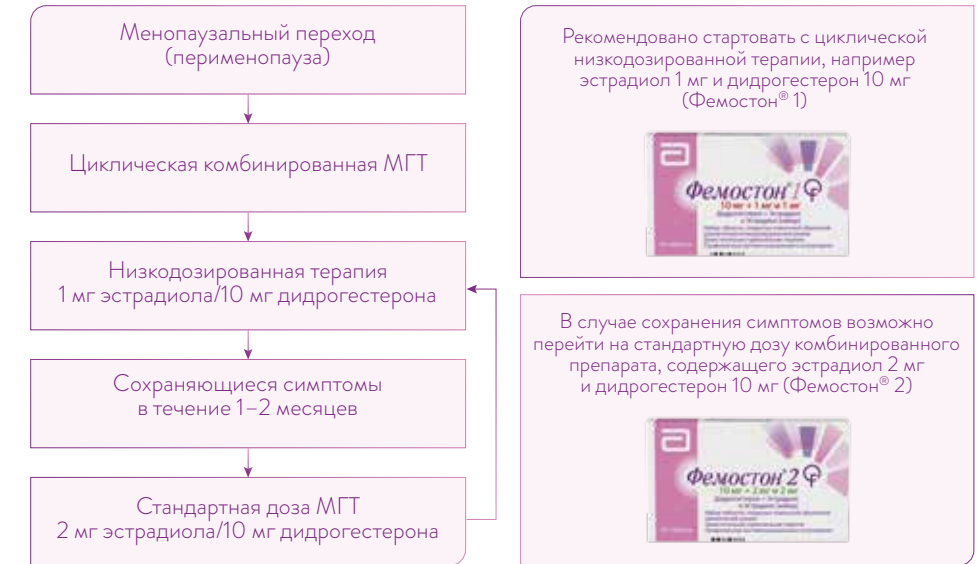 Менопаузальный переход
(перименопауза)
Циклическая комбинированная МГТ
Низкодозированная терапия
1 мг эстрадиола/10 мг дидрогестерона
Сохраняющиеся симптомы
в течение 1–2 месяцев
Стандартная доза МГТ
2 мг эстрадиола/10 мг дидрогестерона
Рекомендовано стартовать с циклической
низкодозированной терапии, например
эстрадиол 1 мг и дидрогестерон 10 мг
(Фемостон® 1)
Фемостон® 1
10 мг + 1 мг и 1 мг
В случае сохранения симптомов возможно
перейти на стандартную дозу комбинированного
препарата, содержащего эстрадиол 2 мг
и дидрогестерон 10 мг (Фемостон® 2)
Фемостон® 2
10 мг + 2 мг и 2 мг